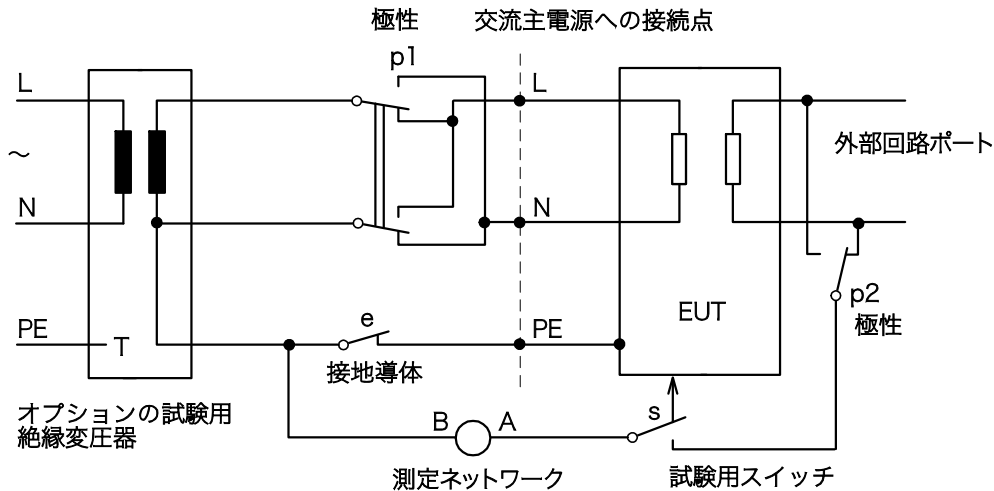 極性
p1
交流主電源への接続点
L
L
～
外部回路ポート
N
N
EUT
p2
極性
PE
T
e
PE
接地導体
オプションの試験用
絶縁変圧器
B
A
s
測定ネットワーク
試験用スイッチ